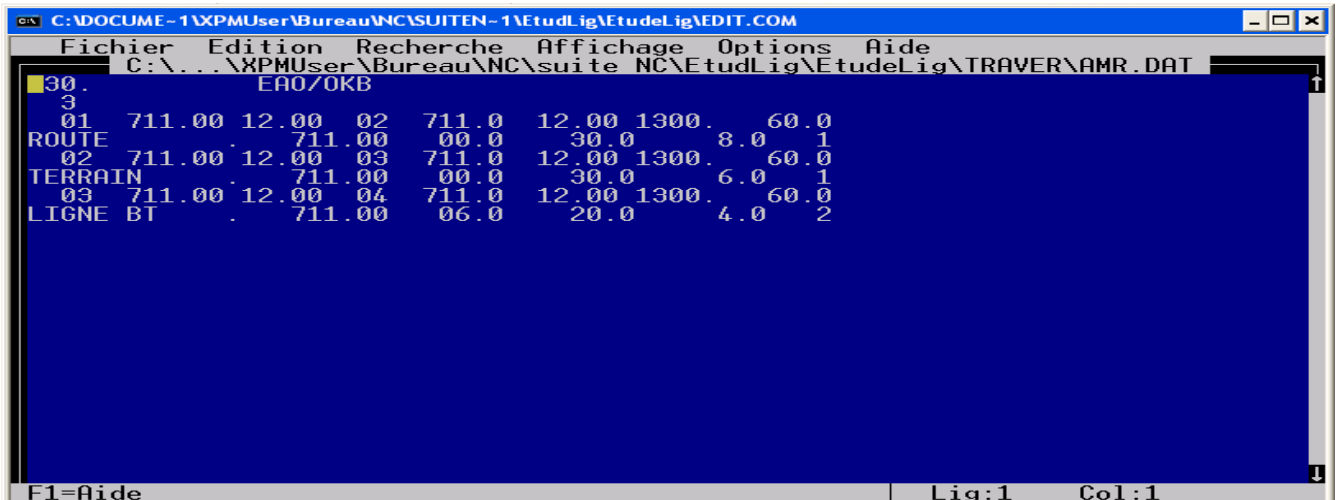 C:\DOCUME~1\XPMUser\Bureau\NC\SUITEN~1\EtudLig\EtudeLig\EDIT.COM
Fichier Edition Recherche Affichage Options Aide
C:\...\XPMUser\Bureau\NC\suite NC\EtudLig\EtudeLig\TRAVER\AMR.DAT
30. EAO/OKB
3
01 711.00 12.00 02 711.0 12.00 1300. 60.0
ROUTE . 711.00 00.0 30.0 8.0 1
02 711.00 12.00 03 711.0 12.00 1300. 60.0
TERRAIN . 711.00 00.0 30.0 6.0 1
03 711.00 12.00 04 711.0 12.00 1300. 60.0
LIGNE BT . 711.00 06.0 20.0 4.0 2
F1=Aide Lig:1 Col:1